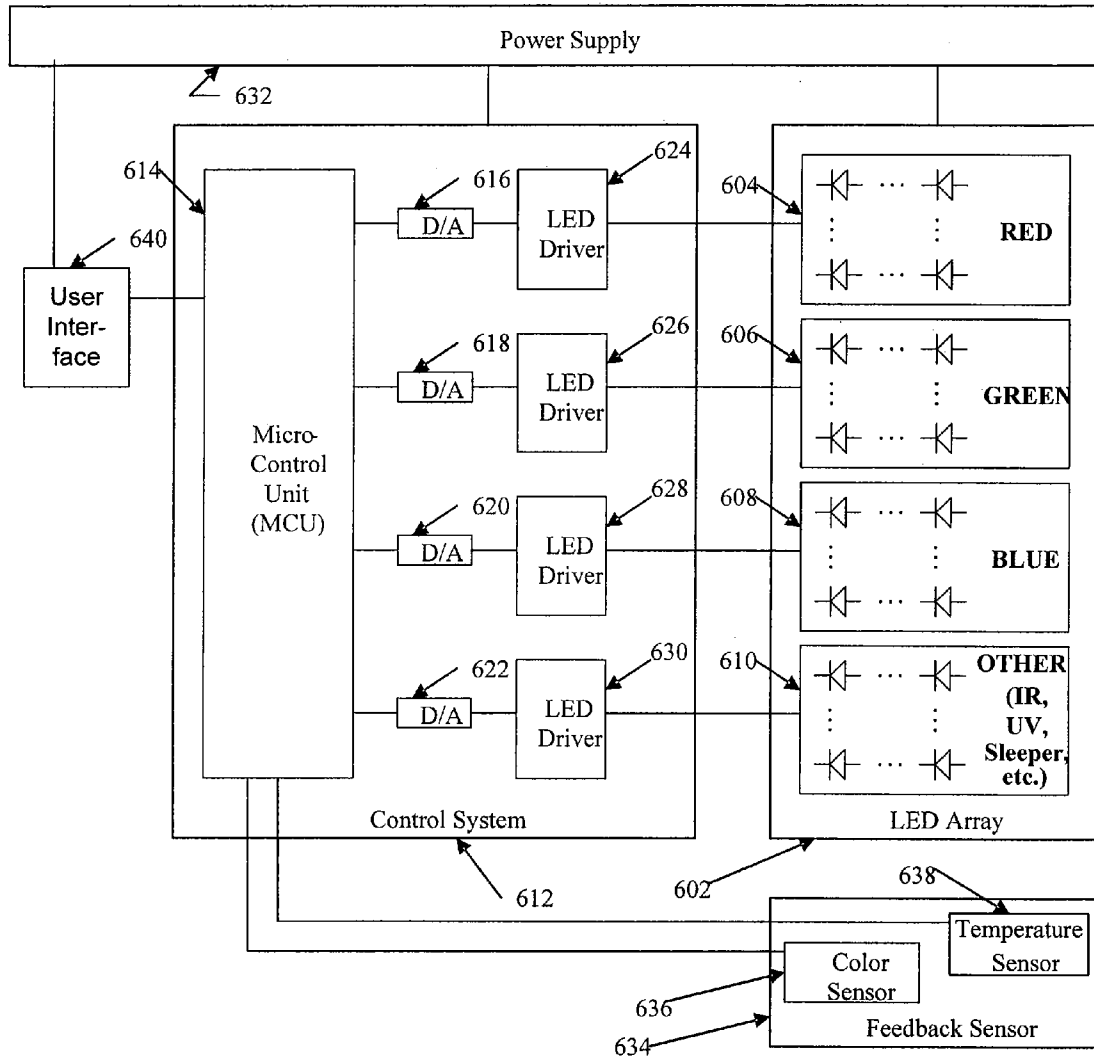 Power Supply
632
614
616
624
604
D/A
LED
Driver
RED
640
User
Inter-
face
618
626
606
D/A
LED
Driver
GREEN
Micro-
Control
Unit
(MCU)
620
628
608
D/A
LED
Driver
BLUE
622
630
610
D/A
LED
Driver
OTHER
(IR,
UV,
Sleeper,
etc.)
Control System
LED Array
612
602
638
Temperature
Sensor
Color
Sensor
636
634
Feedback Sensor